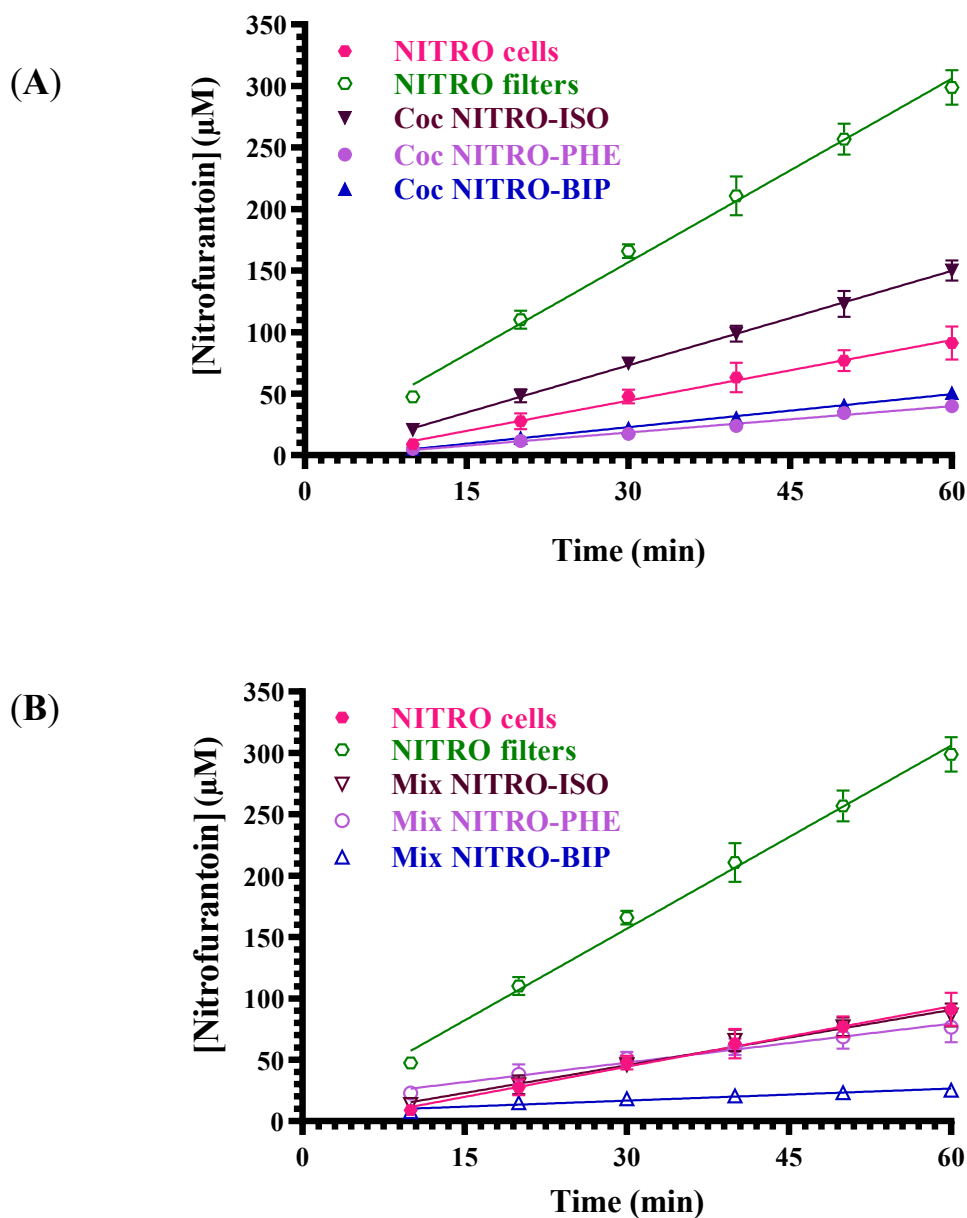 (A)
[Nitrofurantoin] (µM)
350
300
250
200
150
100
50
0
NITRO cells
NITRO filters
Coc NITRO-ISO
Coc NITRO-PHE
Coc NITRO-BIP
0 15 30 45 60
Time (min)
(B)
[Nitrofurantoin] (µM)
350
300
250
200
150
100
50
0
NITRO cells
NITRO filters
Mix NITRO-ISO
Mix NITRO-PHE
Mix NITRO-BIP
0 15 30 45 60
Time (min)